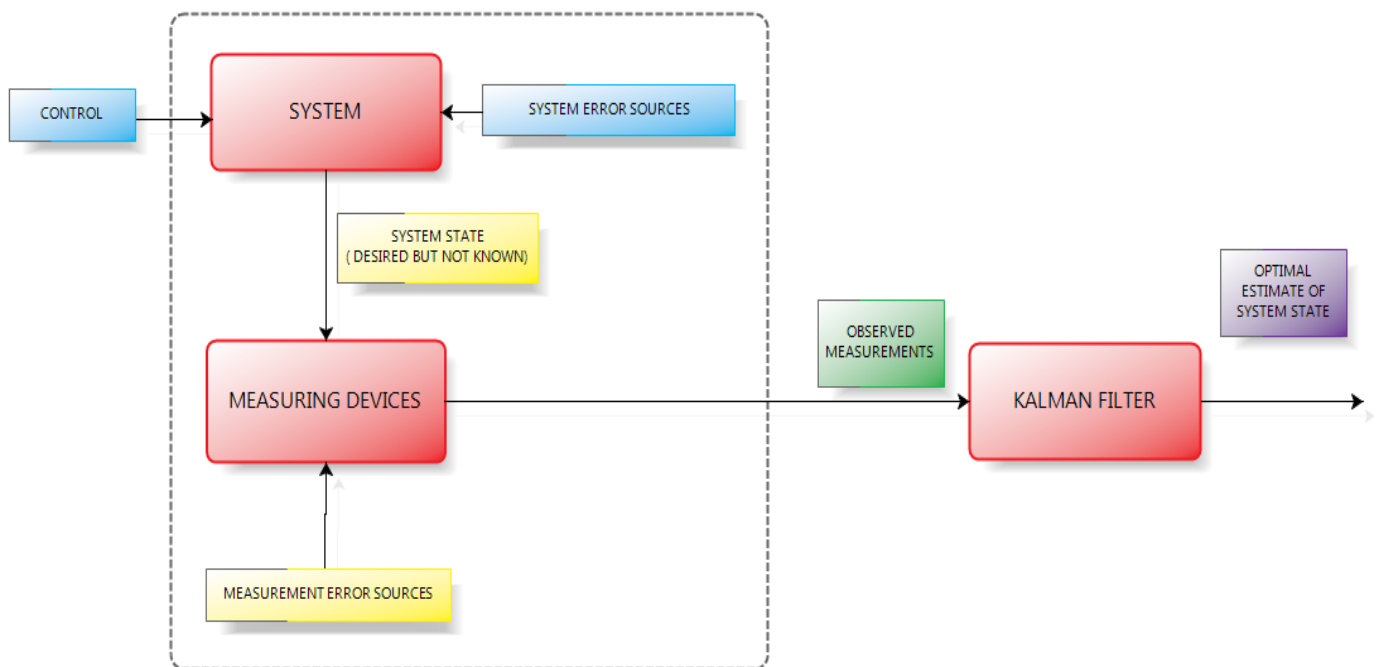 CONTROL
SYSTEM
SYSTEM ERROR SOURCES
SYSTEM STATE
( DESIRED BUT NOT KNOWN)
OBSERVED
MEASUREMENTS
OPTIMAL
ESTIMATE OF
SYSTEM STATE
MEASURING DEVICES
KALMAN FILTER
MEASUREMENT ERROR SOURCES